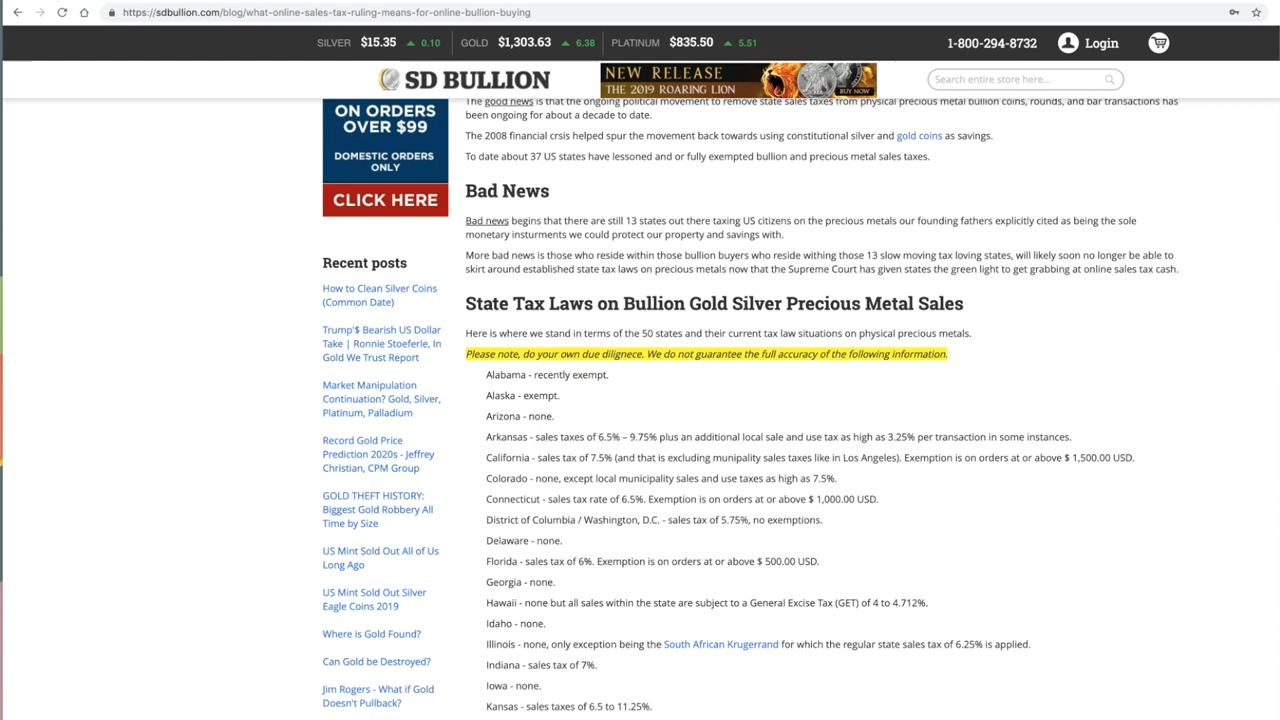 https://sdbullion.com/blog/what-online-sales-tax-ruling-means-for-online-bullion-buying
SILVER $15.35 0.10 GOLD $1,303.63 6.38 PLATINUM $835.50 5.51 1-800-294-8732 Login
SD BULLION
NEW RELEASE
THE 2019 ROARING LION
BUY NOW
Search entire store here...
ON ORDERS
OVER $99
DOMESTIC ORDERS
ONLY
CLICK HERE
Recent posts
How to Clean Silver Coins
(Common Date)
Trump'$ Bearish US Dollar
Take | Ronnie Stoeferle, In
Gold We Trust Report
Market Manipulation
Continuation? Gold, Silver,
Platinum, Palladium
Record Gold Price
Prediction 2020s - Jeffrey
Christian, CPM Group
GOLD THEFT HISTORY:
Biggest Gold Robbery All
Time by Size
US Mint Sold Out All of Us
Long Ago
US Mint Sold Out Silver
Eagle Coins 2019
Where is Gold Found?
Can Gold be Destroyed?
Jim Rogers - What if Gold
Doesn't Pullback?
The good news is that the ongoing political movement to remove state sales taxes from physical precious metal bullion coins, rounds, and bar transactions has
been ongoing for about a decade to date.
The 2008 financial crsis helped spur the movement back towards using constitutional silver and gold coins as savings.
To date about 37 US states have lessoned and or fully exempted bullion and precious metal sales taxes.
Bad News
Bad news begins that there are still 13 states out there taxing US citizens on the precious metals our founding fathers explicitly cited as being the sole
monetary insturments we could protect our property and savings with.
More bad news is those who reside within those bullion buyers who reside withing those 13 slow moving tax loving states, will likely soon no longer be able to
skirt around established state tax laws on precious metals now that the Supreme Court has given states the green light to get grabbing at online sales tax cash.
State Tax Laws on Bullion Gold Silver Precious Metal Sales
Here is where we stand in terms of the 50 states and their current tax law situations on physical precious metals.
Please note, do your own due dilignece. We do not guarantee the full accuracy of the following information.
Alabama - recently exempt.
Alaska - exempt.
Arizona - none.
Arkansas - sales taxes of 6.5% – 9.75% plus an additional local sale and use tax as high as 3.25% per transaction in some instances.
California - sales tax of 7.5% (and that is excluding munipality sales taxes like in Los Angeles). Exemption is on orders at or above $ 1,500.00 USD.
Colorado - none, except local municipality sales and use taxes as high as 7.5%.
Connecticut - sales tax rate of 6.5%. Exemption is on orders at or above $ 1,000.00 USD.
District of Columbia / Washington, D.C. - sales tax of 5.75%, no exemptions.
Delaware - none.
Florida - sales tax of 6%. Exemption is on orders at or above $ 500.00 USD.
Georgia - none.
Hawaii - none but all sales within the state are subject to a General Excise Tax (GET) of 4 to 4.712%.
Idaho - none.
Illinois - none, only exception being the South African Krugerrand for which the regular state sales tax of 6.25% is applied.
Indiana - sales tax of 7%.
Iowa - none.
Kansas - sales taxes of 6.5 to 11.25%.